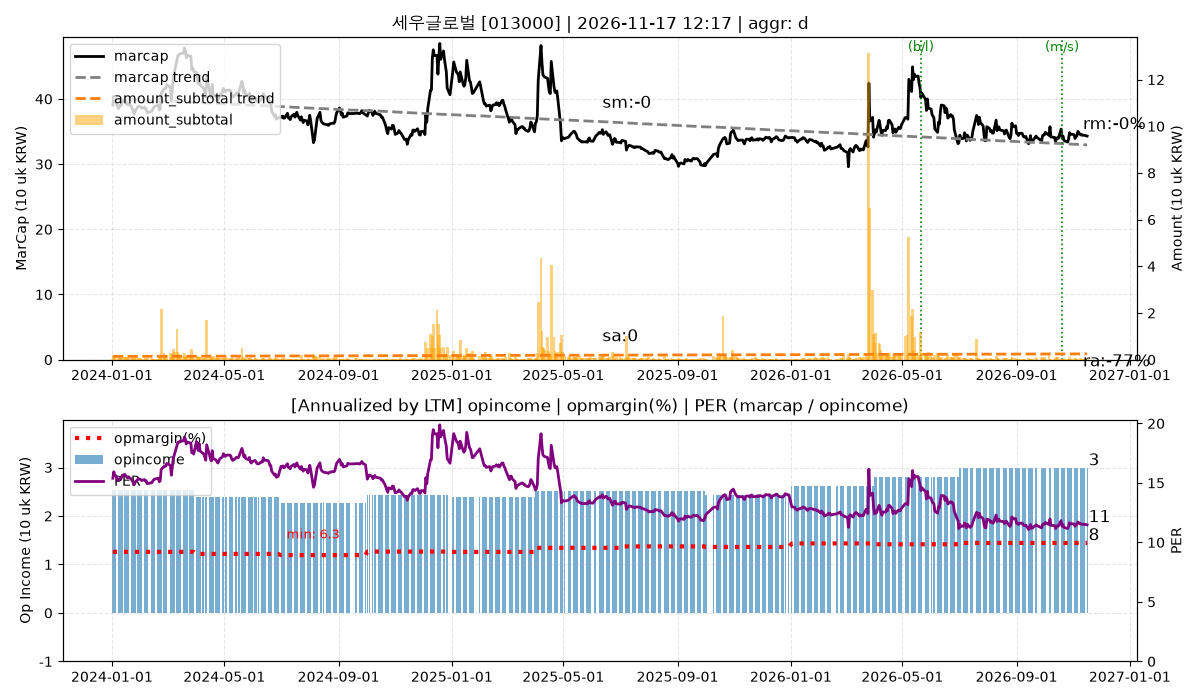 세우글로벌 [013000] | 2026-11-17 12:17 | aggr: d
marcap
marcap trend
amount_subtotal trend
amount_subtotal
(b/l)
(m/s)
sm:-0
rm:-0%
sa:0
ra:-77%
MarCap (10 uk KRW)
Amount (10 uk KRW)
40
30
20
10
0
12
10
8
6
4
2
0
2024-01-01 2024-05-01 2024-09-01 2025-01-01 2025-05-01 2025-09-01 2026-01-01 2026-05-01 2026-09-01 2027-01-01
[Annualized by LTM] opincome | opmargin(%) | PER (marcap / opincome)
opmargin(%)
opincome
PER
min: 6.3
3
11
8
Op Income (10 uk KRW)
PER
3
2
1
0
-1
20
15
10
5
0
2024-01-01 2024-05-01 2024-09-01 2025-01-01 2025-05-01 2025-09-01 2026-01-01 2026-05-01 2026-09-01 2027-01-01